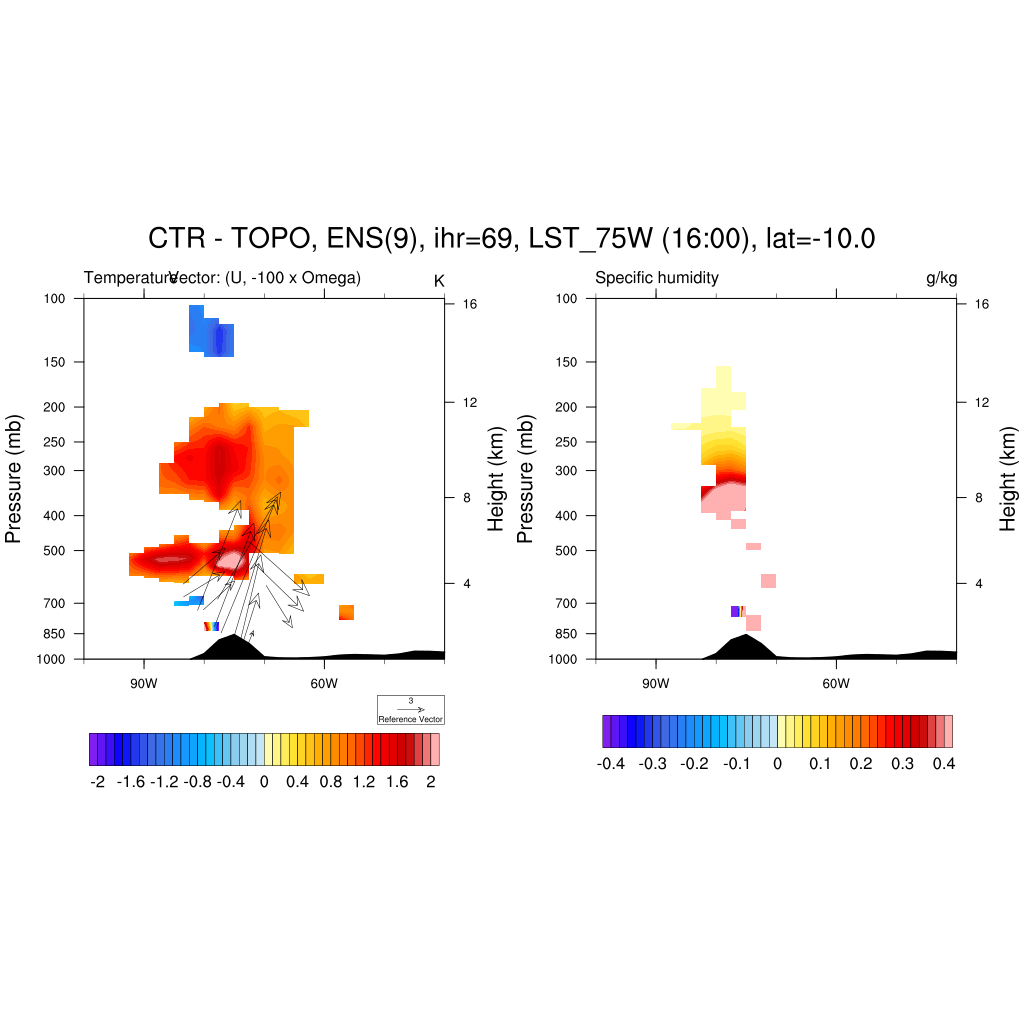 CTR - TOPO, ENS(9), ihr=69, LST_75W (16:00), lat=-10.0
Temperature Vector: (U, -100 x Omega) K
Specific humidity g/kg
100
150
200
250
300
400
500
700
850
1000
Pressure (mb)
16
12
8
4
Height (km)
90W
60W
3
Reference Vector
-2 -1.6 -1.2 -0.8 -0.4 0 0.4 0.8 1.2 1.6 2
100
150
200
250
300
400
500
700
850
1000
Pressure (mb)
16
12
8
4
Height (km)
90W
60W
-0.4 -0.3 -0.2 -0.1 0 0.1 0.2 0.3 0.4